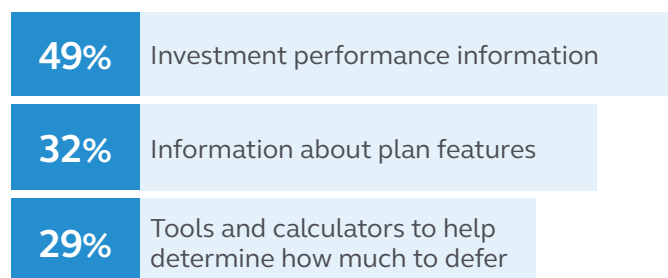 49% Investment performance information
32% Information about plan features
29% Tools and calculators to help
determine how much to defer